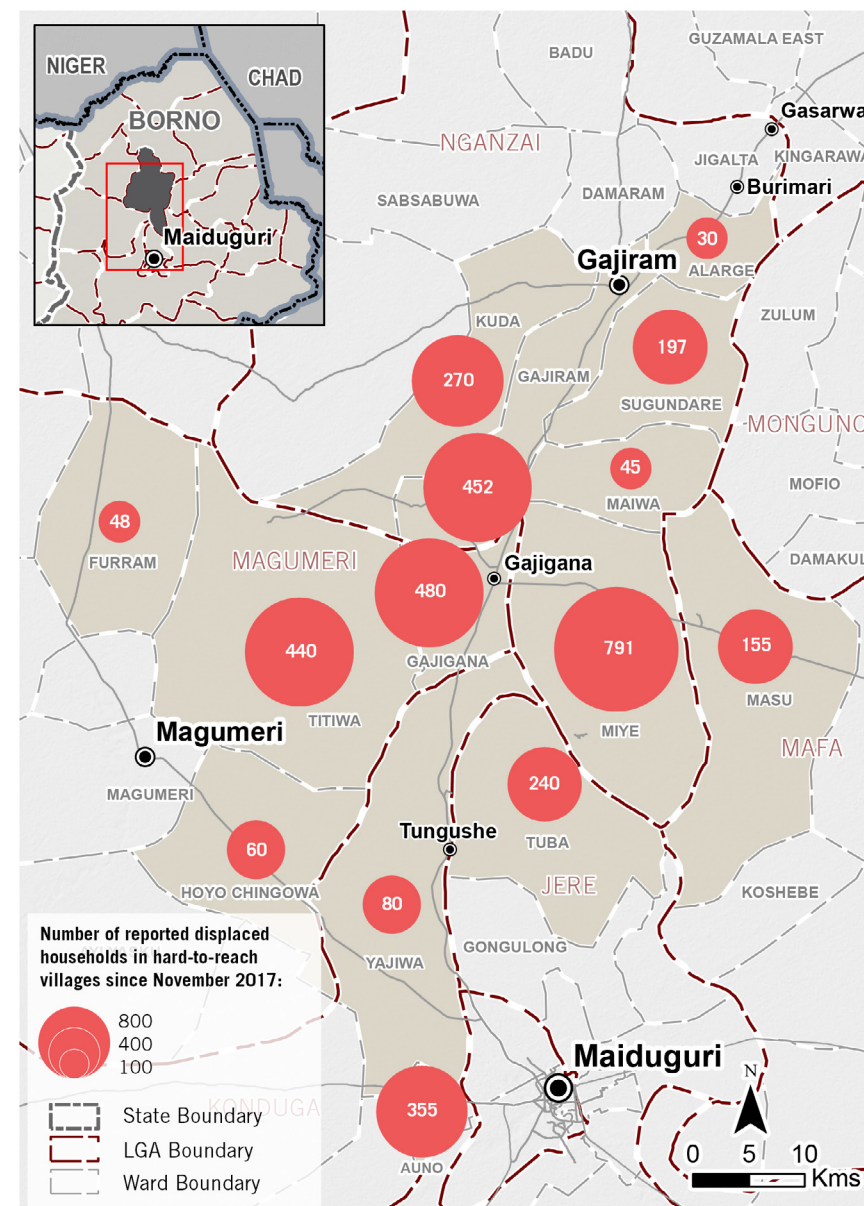 NIGER
CHAD
BORNO
Maiduguri
BADU
GUZAMALA EAST
Gasarwa
NGANZAI
JIGALTA
KINGARAWA
SABSABUWA
DAMARAM
Burimari
30
ALARGE
Gajiram
KUDA
ZULUM
270
GAJIRAM
197
SUGUNDARE
MONGUNO
452
45
MAIWA
MOFIO
48
FURRAM
MAGUMERI
Gajigana
DAMAKUL
480
GAJIGANA
440
TITIWA
791
MIYE
155
MASU
Magumeri
MAGUMERI
MAFA
240
TUBA
Tungushe
60
HOYO CHINGOWA
JERE
KOSHEBE
80
YAJIWA
GONGULONG
Number of reported displaced
households in hard-to-reach
villages since November 2017:
800
400
100
KONDUGA
State Boundary
LGA Boundary
Ward Boundary
355
AUNO
Maiduguri
N
0 5 10
Kms